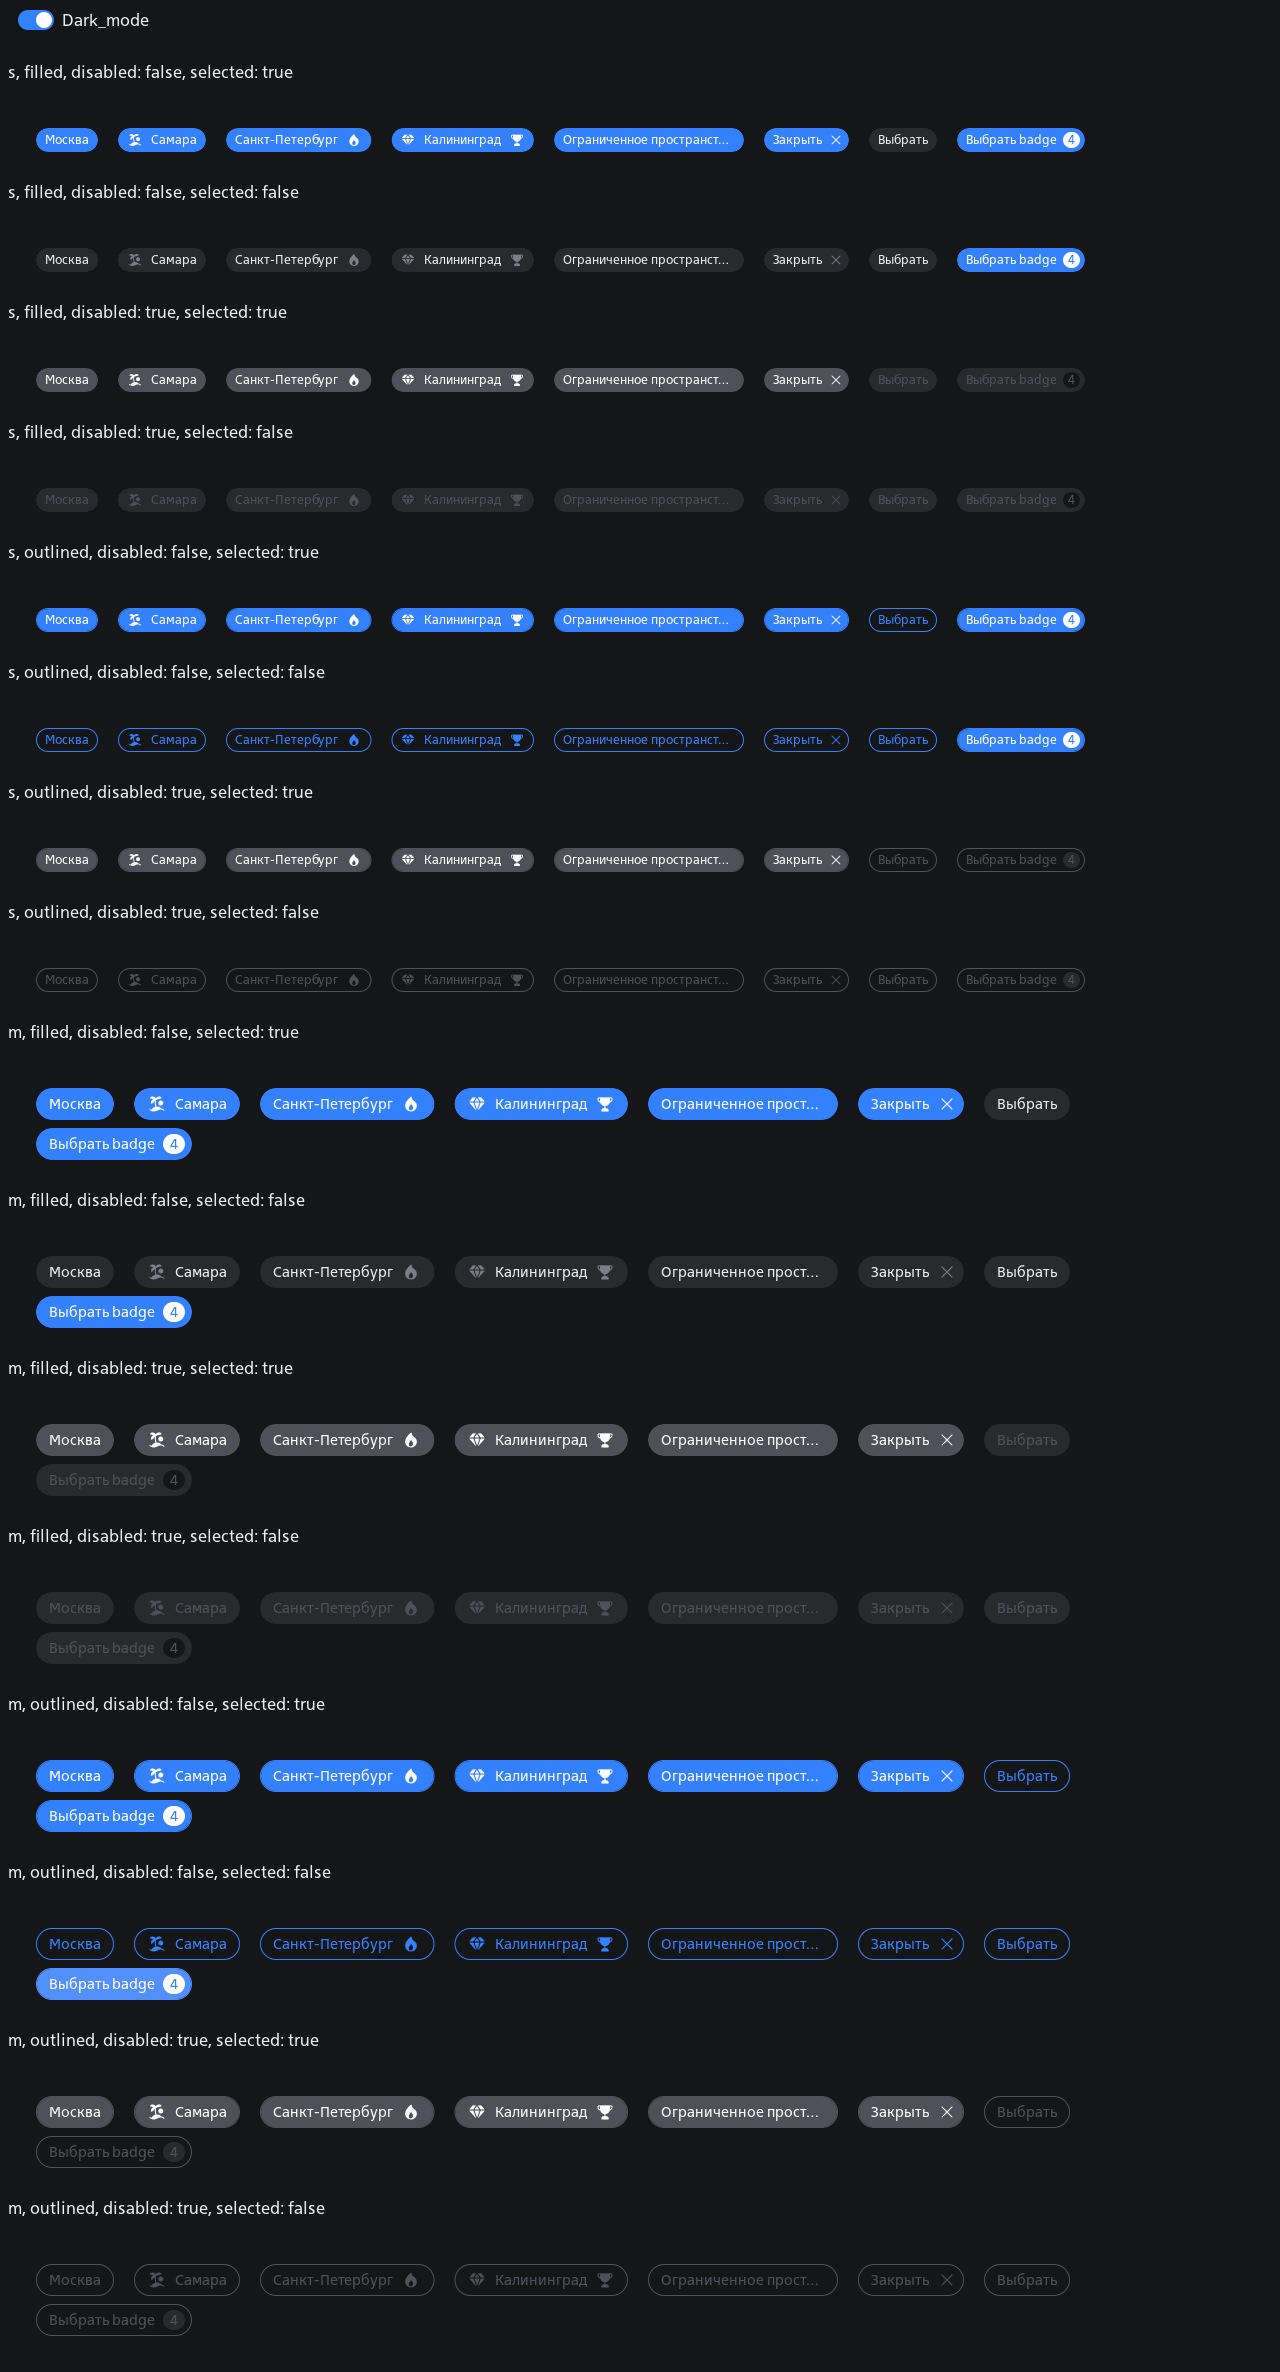 Dark_mode
s, filled, disabled: false, selected: true
Москва Самара Санкт-Петербург Калининград Ограниченное пространст... Закрыть Выбрать Выбрать badge 4
s, filled, disabled: false, selected: false
Москва Самара Санкт-Петербург Калининград Ограниченное пространст... Закрыть Выбрать Выбрать badge 4
s, filled, disabled: true, selected: true
Москва Самара Санкт-Петербург Калининград Ограниченное пространст... Закрыть Выбрать Выбрать badge 4
s, filled, disabled: true, selected: false
Москва Самара Санкт-Петербург Калининград Ограниченное пространст... Закрыть Выбрать Выбрать badge 4
s, outlined, disabled: false, selected: true
Москва Самара Санкт-Петербург Калининград Ограниченное пространст... Закрыть Выбрать Выбрать badge 4
s, outlined, disabled: false, selected: false
Москва Самара Санкт-Петербург Калининград Ограниченное пространст... Закрыть Выбрать Выбрать badge 4
s, outlined, disabled: true, selected: true
Москва Самара Санкт-Петербург Калининград Ограниченное пространст... Закрыть Выбрать Выбрать badge 4
s, outlined, disabled: true, selected: false
Москва Самара Санкт-Петербург Калининград Ограниченное пространст... Закрыть Выбрать Выбрать badge 4
m, filled, disabled: false, selected: true
Москва Самара Санкт-Петербург Калининград Ограниченное прост... Закрыть Выбрать
Выбрать badge 4
m, filled, disabled: false, selected: false
Москва Самара Санкт-Петербург Калининград Ограниченное прост... Закрыть Выбрать
Выбрать badge 4
m, filled, disabled: true, selected: true
Москва Самара Санкт-Петербург Калининград Ограниченное прост... Закрыть Выбрать
Выбрать badge 4
m, filled, disabled: true, selected: false
Москва Самара Санкт-Петербург Калининград Ограниченное прост... Закрыть Выбрать
Выбрать badge 4
m, outlined, disabled: false, selected: true
Москва Самара Санкт-Петербург Калининград Ограниченное прост... Закрыть Выбрать
Выбрать badge 4
m, outlined, disabled: false, selected: false
Москва Самара Санкт-Петербург Калининград Ограниченное прост... Закрыть Выбрать
Выбрать badge 4
m, outlined, disabled: true, selected: true
Москва Самара Санкт-Петербург Калининград Ограниченное прост... Закрыть Выбрать
Выбрать badge 4
m, outlined, disabled: true, selected: false
Москва Самара Санкт-Петербург Калининград Ограниченное прост... Закрыть Выбрать
Выбрать badge 4